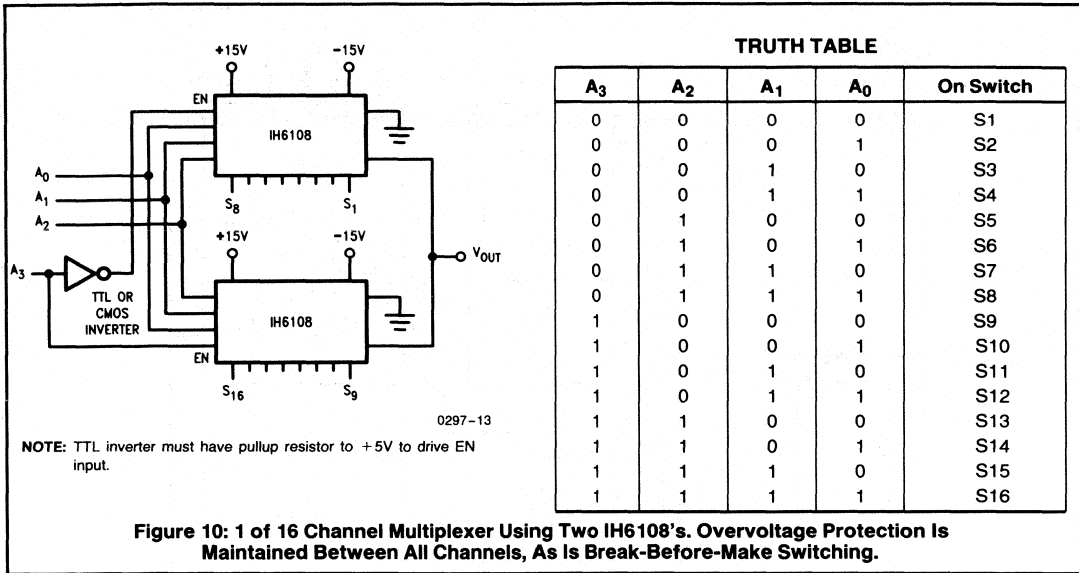 +15V
-15V
EN
IH6108
A0
A1
A2
S8
S1
+15V
-15V
VOUT
A3
TTL OR
CMOS
INVERTER
IH6108
EN
S16
S9
0297-13
NOTE: TTL inverter must have pullup resistor to +5V to drive EN
input.
TRUTH TABLE
A3 A2 A1 A0 On Switch
0 0 0 0 S1
0 0 0 1 S2
0 0 1 0 S3
0 0 1 1 S4
0 1 0 0 S5
0 1 0 1 S6
0 1 1 0 S7
0 1 1 1 S8
1 0 0 0 S9
1 0 0 1 S10
1 0 1 0 S11
1 0 1 1 S12
1 1 0 0 S13
1 1 0 1 S14
1 1 1 0 S15
1 1 1 1 S16
Figure 10: 1 of 16 Channel Multiplexer Using Two IH6108's. Overvoltage Protection Is
Maintained Between All Channels, As Is Break-Before-Make Switching.